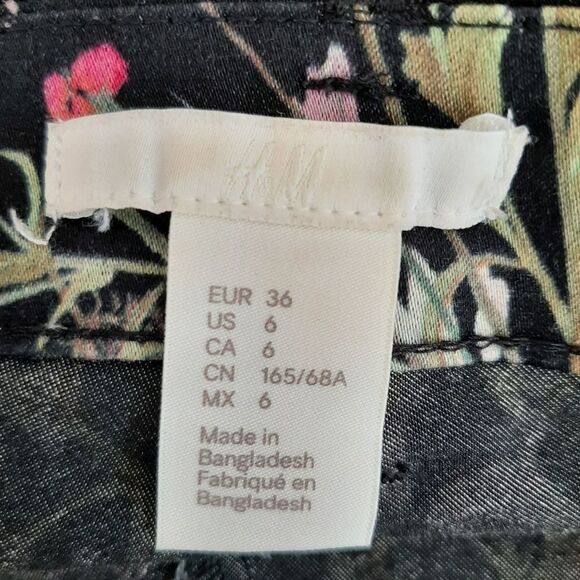 H&M
EUR 36
US 6
CA 6
CN 165/68A
MX 6
Made in
Bangladesh
Fabriqué en
Bangladesh